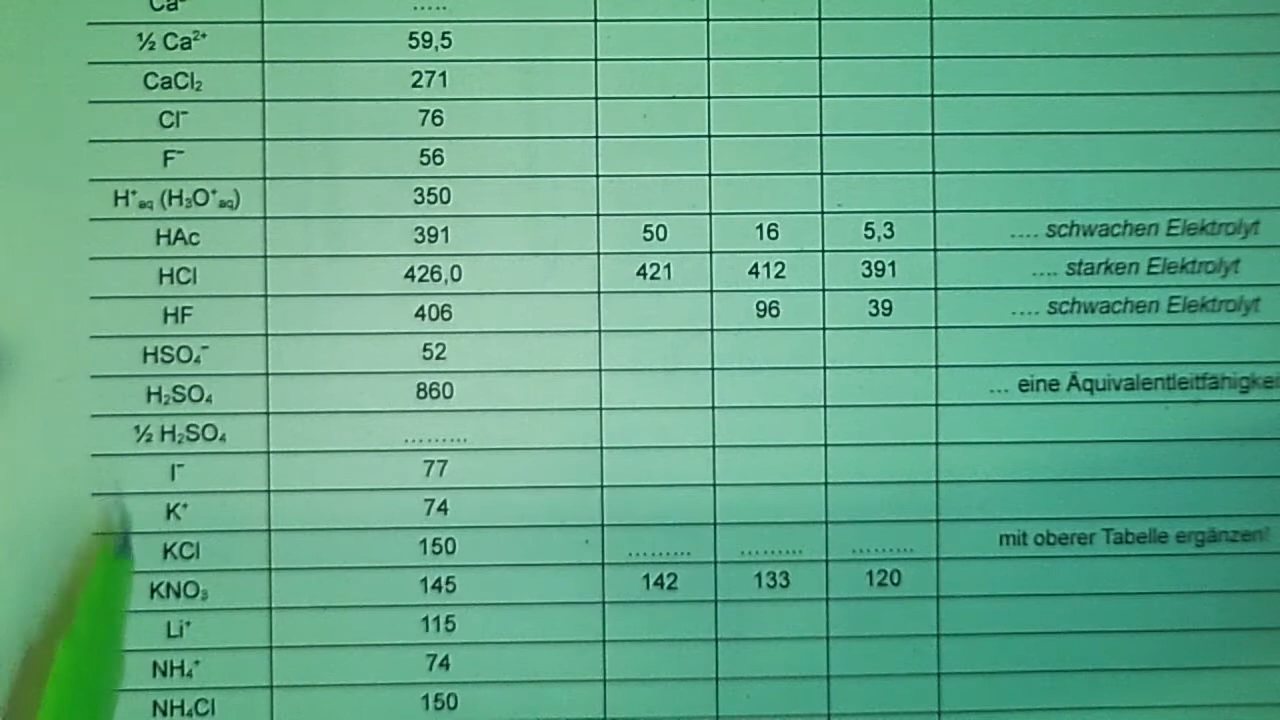 Ca²⁺ .....
½ Ca²⁺ 59,5
CaCl₂ 271
Cl⁻ 76
F⁻ 56
H⁺aq (H₃O⁺aq) 350
HAc 391 50 16 5,3 .... schwachen Elektrolyt
HCl 426,0 421 412 391 .... starken Elektrolyt
HF 406 96 39 .... schwachen Elektrolyt
HSO₄⁻ 52
H₂SO₄ 860 ... eine Äquivalentleitfähigkei
½ H₂SO₄ .........
I⁻ 77
K⁺ 74
KCl 150 ......... ......... ......... mit oberer Tabelle ergänzen!
KNO₃ 145 142 133 120
Li⁺ 115
NH₄⁺ 74
NH₄Cl 150